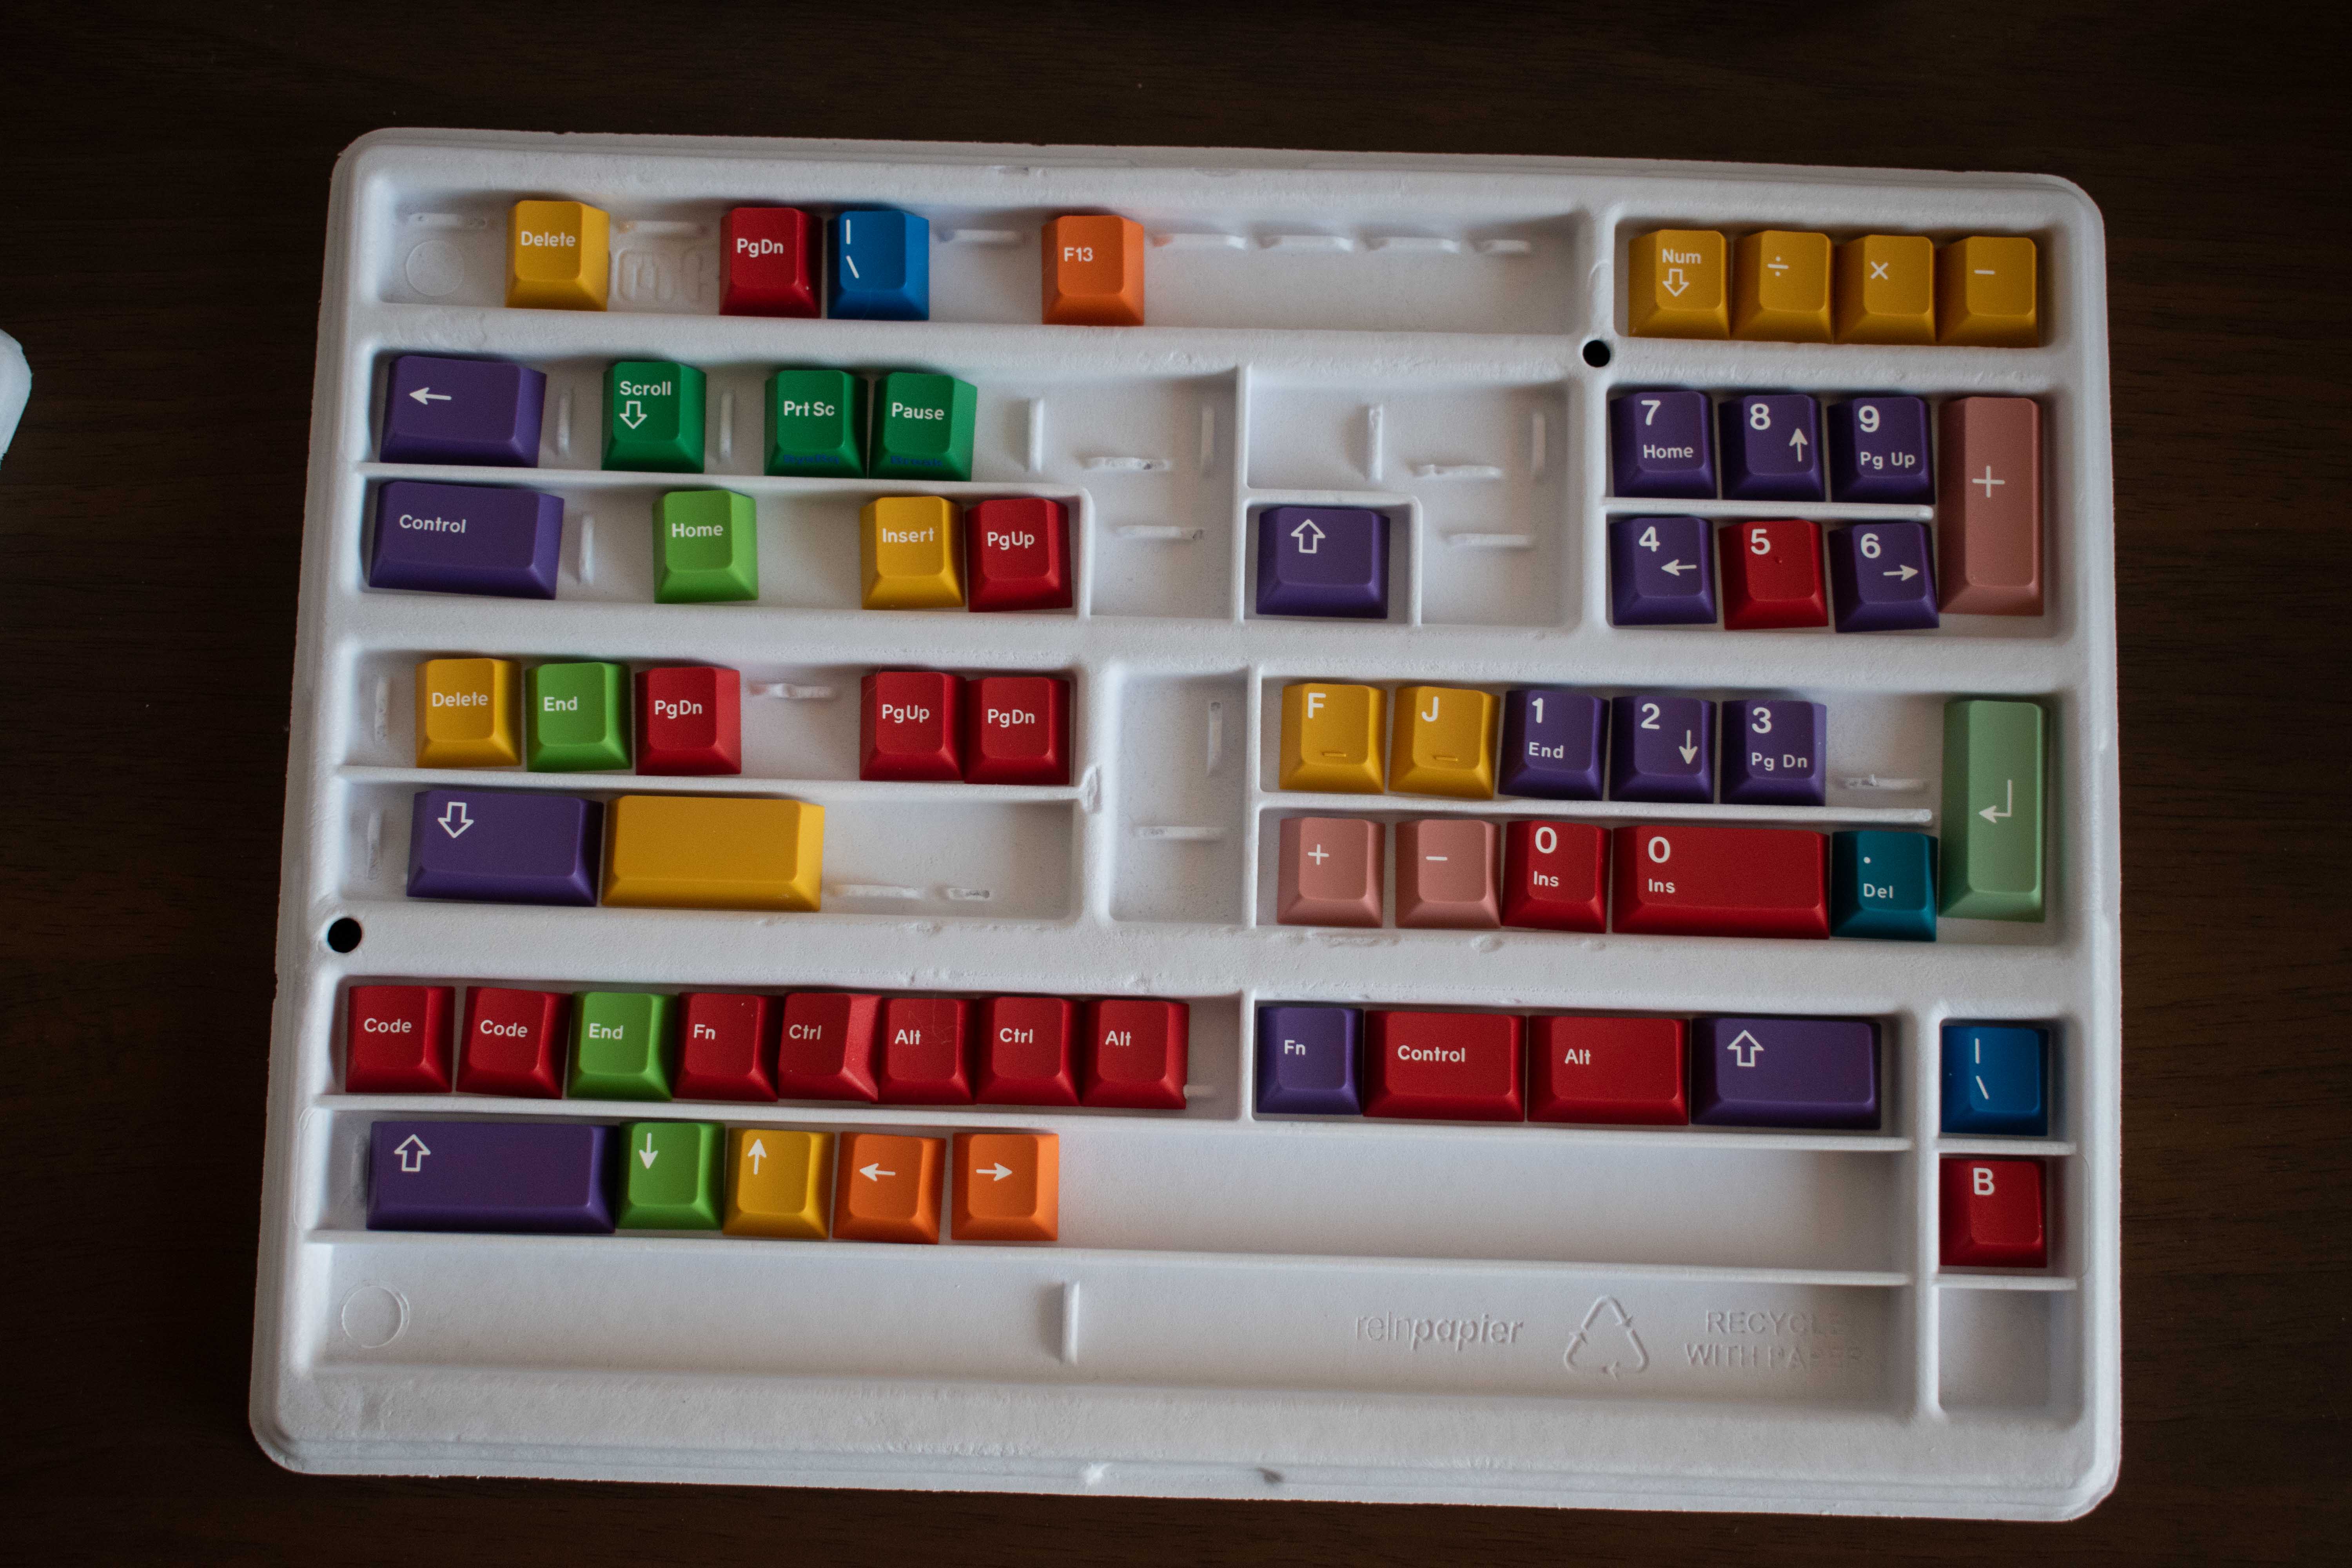 Delete PgDn | \ F13 Num ⇩ ÷ × −
← Scroll ⇩ Prt Sc Pause 7 Home 8 ↑ 9 Pg Up +
Control Home Insert PgUp ⇧ 4 ← 5 6 →
Delete End PgDn PgUp PgDn F J 1 End 2 ↓ 3 Pg Dn ↵
⇩ + − 0 Ins 0 Ins . Del
Code Code End Fn Ctrl Alt Ctrl Alt Fn Control Alt ⇧ | \
⇧ ↓ ↑ ← → B
reinpapier RECYCLE
WITH PAPER